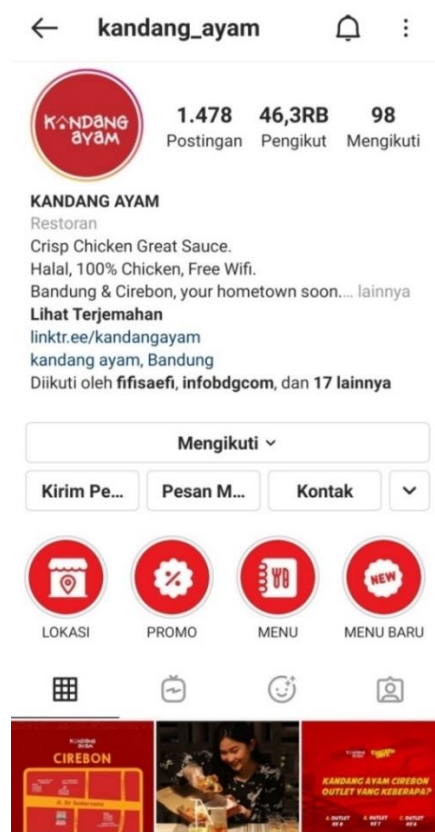 kandang_ayam
KANDANG
aYaM
1.478 46,3RB 98
Postingan Pengikut Mengikuti
KANDANG AYAM
Restoran
Crisp Chicken Great Sauce.
Halal, 100% Chicken, Free Wifi.
Bandung & Cirebon, your hometown soon.... lainnya
Lihat Terjemahan
linktr.ee/kandangayam
kandang ayam, Bandung
Diikuti oleh fifisaefi, infobdgcom, dan 17 lainnya
Mengikuti
Kirim Pe... Pesan M... Kontak
%
NEW
LOKASI PROMO MENU MENU BARU
KANDANG
AYAM
CIREBON
KANDANG AYAM CIREBON
OUTLET YANG KEBERAPA?